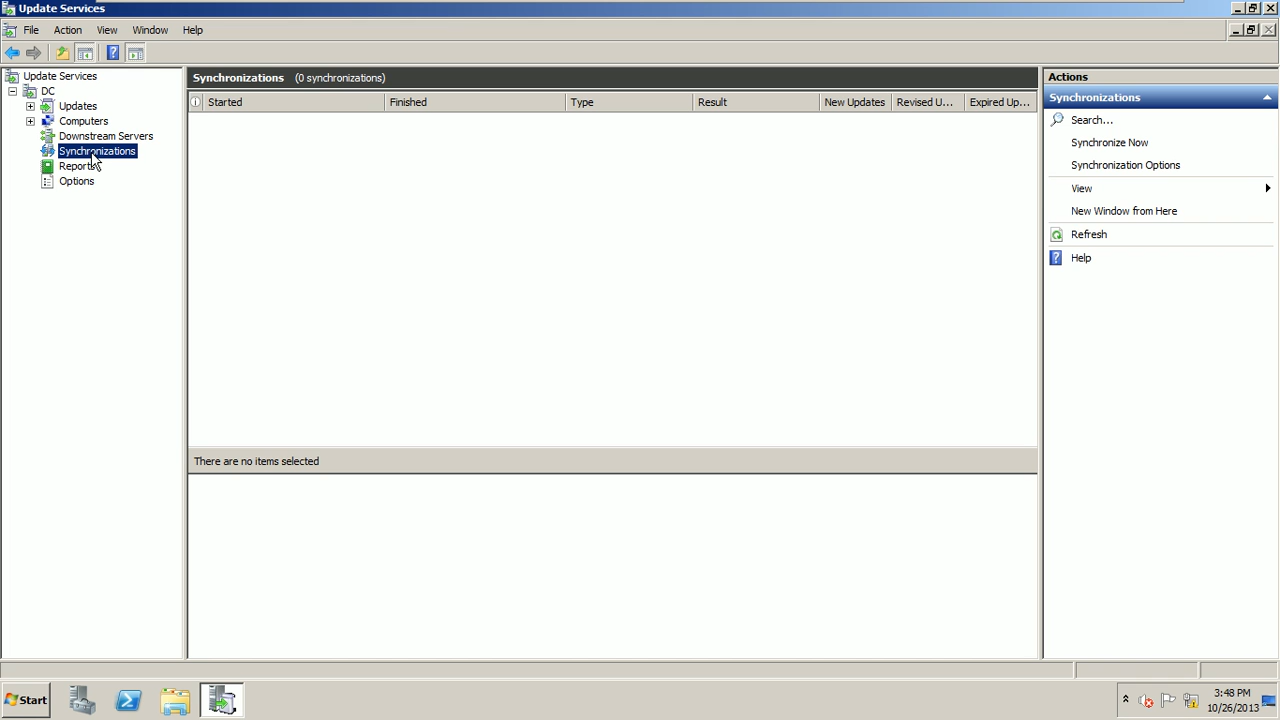 Update Services
File Action View Window Help
Update Services
DC
Updates
Computers
Downstream Servers
Synchronizations
Reports
Options
Synchronizations (0 synchronizations)
Started Finished Type Result New Updates Revised U... Expired Up...
There are no items selected
Actions
Synchronizations
Search...
Synchronize Now
Synchronization Options
View
New Window from Here
Refresh
Help
Start
3:48 PM
10/26/2013